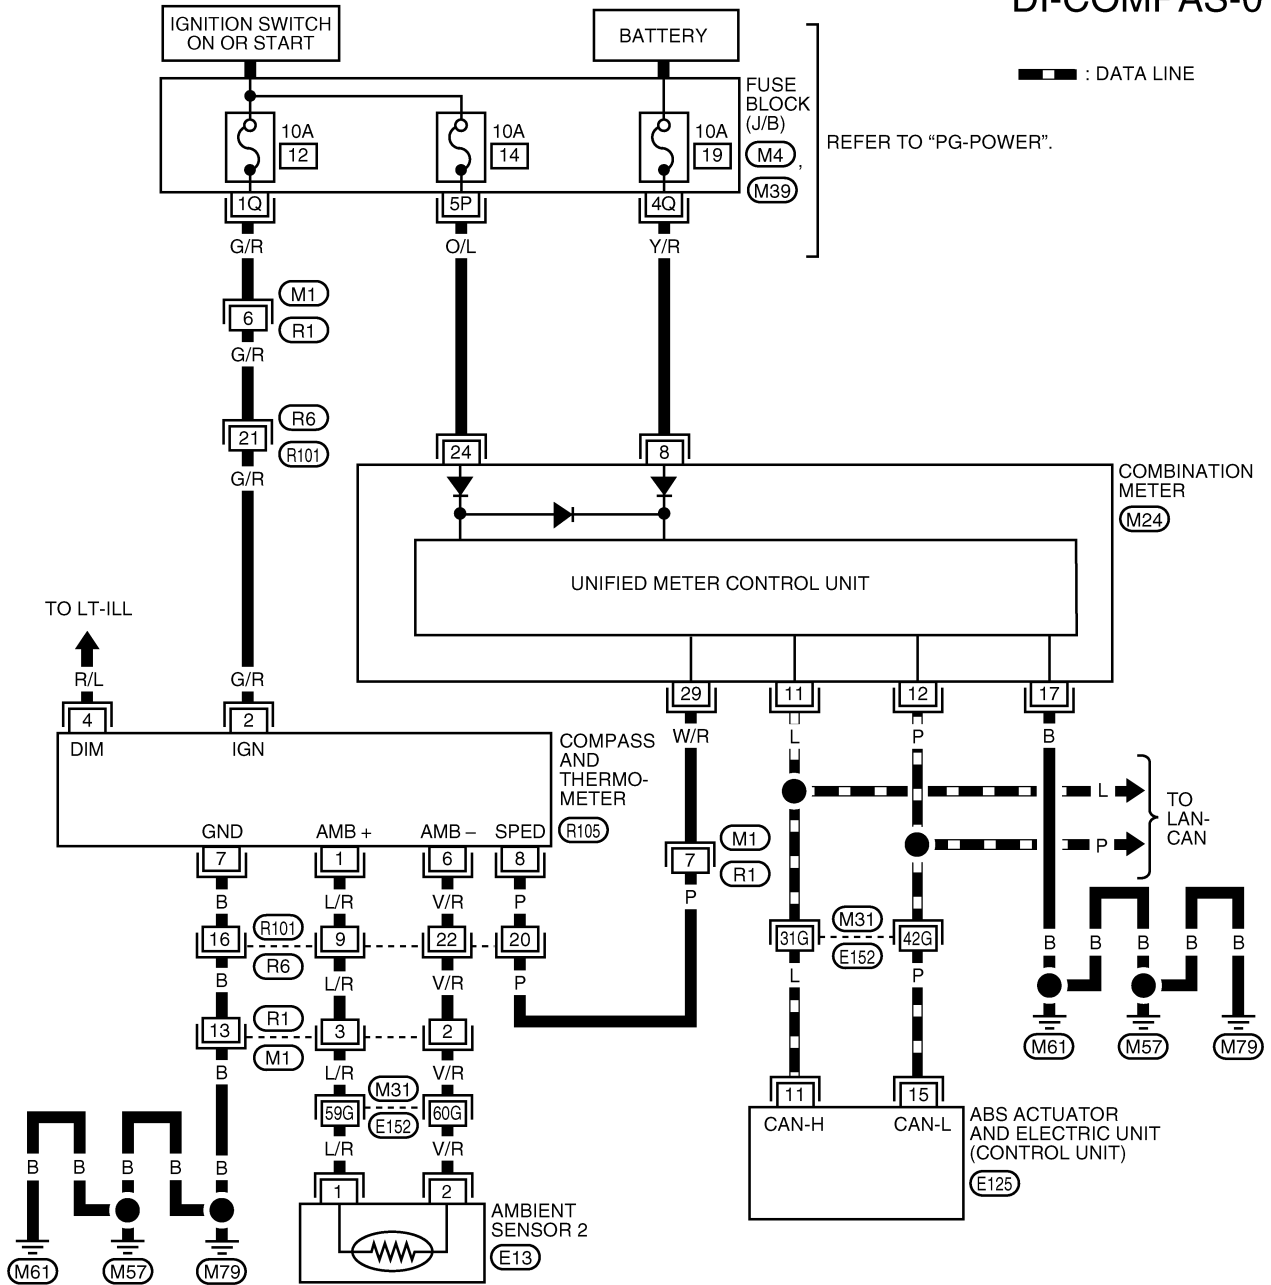 DI-COMPAS-0
IGNITION SWITCH
ON OR START
BATTERY
: DATA LINE
FUSE
BLOCK
(J/B)
M4 ,
M39
10A
12
10A
14
10A
19
REFER TO “PG-POWER”.
1Q
5P
4Q
G/R
O/L
Y/R
6
M1
R1
G/R
21
R6
R101
G/R
24
8
COMBINATION
METER
M24
UNIFIED METER CONTROL UNIT
TO LT-ILL
R/L
G/R
4
2
29
11
12
17
DIM
IGN
COMPASS
AND
THERMO-
METER
R105
W/R
L
P
B
L
P
TO
LAN-
CAN
GND
AMB +
AMB –
SPED
7
1
6
8
7
M1
R1
P
B
L/R
V/R
P
16
R101
R6
9
22
20
31G
M31
E152
42G
B
B
B
B
B
B
L/R
V/R
P
L
P
13
R1
M1
3
2
M61
M57
M79
B
L/R
V/R
59G
M31
E152
60G
11
15
CAN-H
CAN-L
ABS ACTUATOR
AND ELECTRIC UNIT
(CONTROL UNIT)
E125
L/R
V/R
B
B
B
B
B
1
2
AMBIENT
SENSOR 2
E13
M61
M57
M79